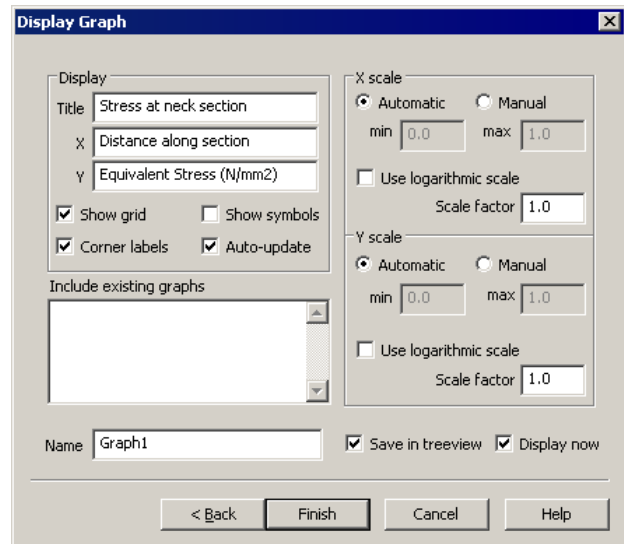 Display Graph
Display
Title Stress at neck section
X Distance along section
Y Equivalent Stress (N/mm2)
Show grid Show symbols
Corner labels Auto-update
Include existing graphs
Name Graph1
X scale
Automatic Manual
min 0.0 max 1.0
Use logarithmic scale
Scale factor 1.0
Y scale
Automatic Manual
min 0.0 max 1.0
Use logarithmic scale
Scale factor 1.0
Save in treeview Display now
< Back Finish Cancel Help